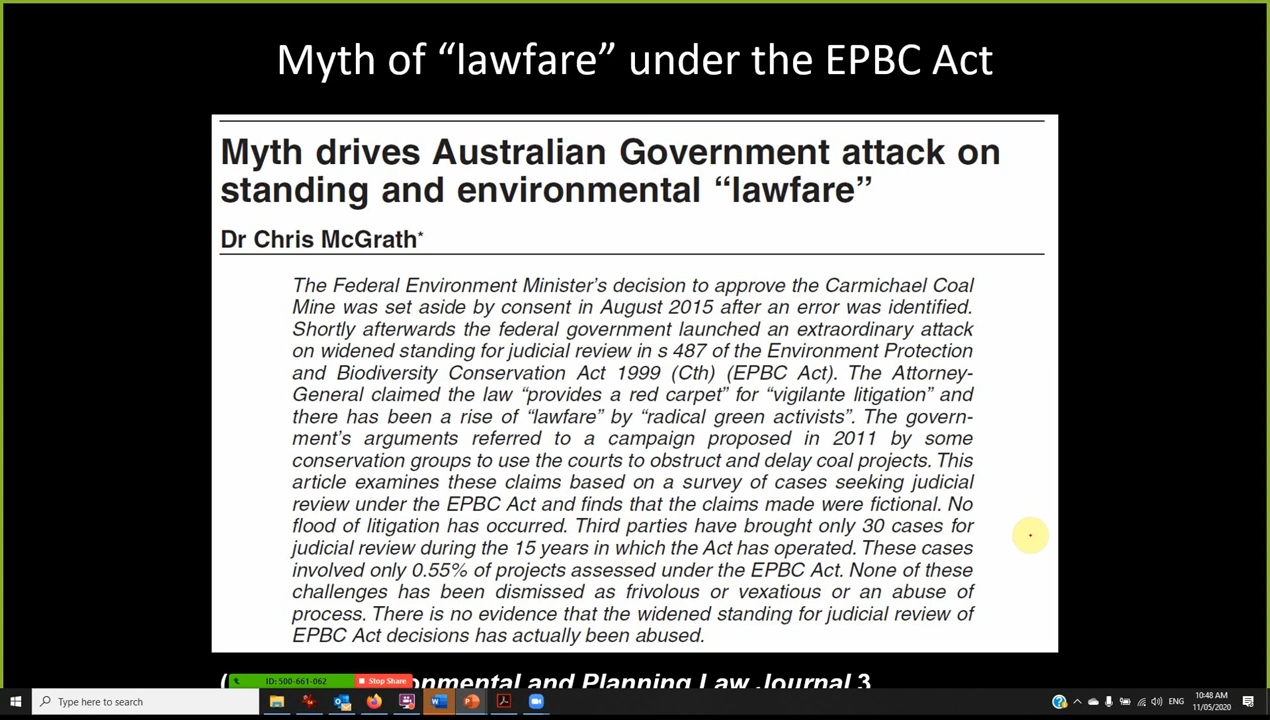 Myth of “lawfare” under the EPBC Act
Myth drives Australian Government attack on
standing and environmental “lawfare”
Dr Chris McGrath*
The Federal Environment Minister’s decision to approve the Carmichael Coal
Mine was set aside by consent in August 2015 after an error was identified.
Shortly afterwards the federal government launched an extraordinary attack
on widened standing for judicial review in s 487 of the Environment Protection
and Biodiversity Conservation Act 1999 (Cth) (EPBC Act). The Attorney-
General claimed the law “provides a red carpet” for “vigilante litigation” and
there has been a rise of “lawfare” by “radical green activists”. The govern-
ment’s arguments referred to a campaign proposed in 2011 by some
conservation groups to use the courts to obstruct and delay coal projects. This
article examines these claims based on a survey of cases seeking judicial
review under the EPBC Act and finds that the claims made were fictional. No
flood of litigation has occurred. Third parties have brought only 30 cases for
judicial review during the 15 years in which the Act has operated. These cases
involved only 0.55% of projects assessed under the EPBC Act. None of these
challenges has been dismissed as frivolous or vexatious or an abuse of
process. There is no evidence that the widened standing for judicial review of
EPBC Act decisions has actually been abused.
( onmental and Planning Law Journal 3
ID: 500-661-062 Stop Share
Type here to search
ENG
10:48 AM
11/05/2020